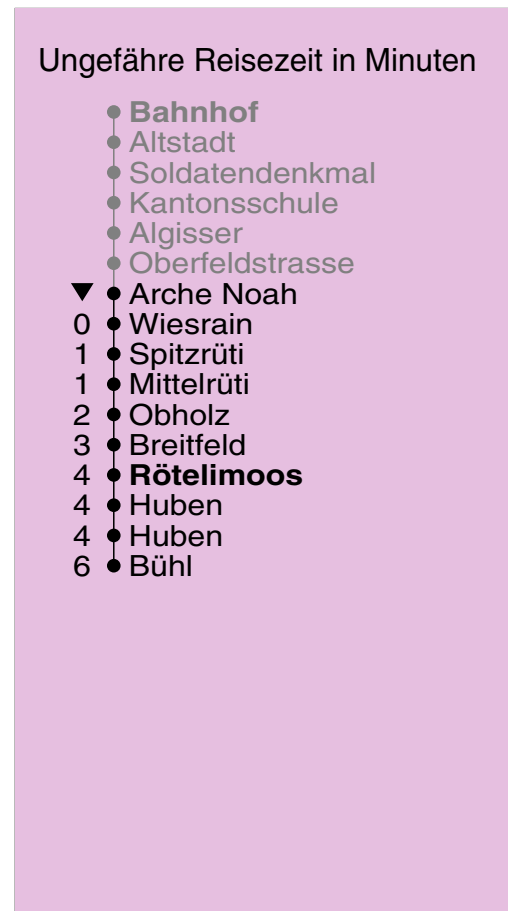 Ungefähre Reisezeit in Minuten
Bahnhof
Altstadt
Soldatendenkmal
Kantonsschule
Algisser
Oberfeldstrasse
▼ Arche Noah
0 Wiesrain
1 Spitzrüti
1 Mittelrüti
2 Obholz
3 Breitfeld
4 Rötelimoos
4 Huben
4 Huben
6 Bühl